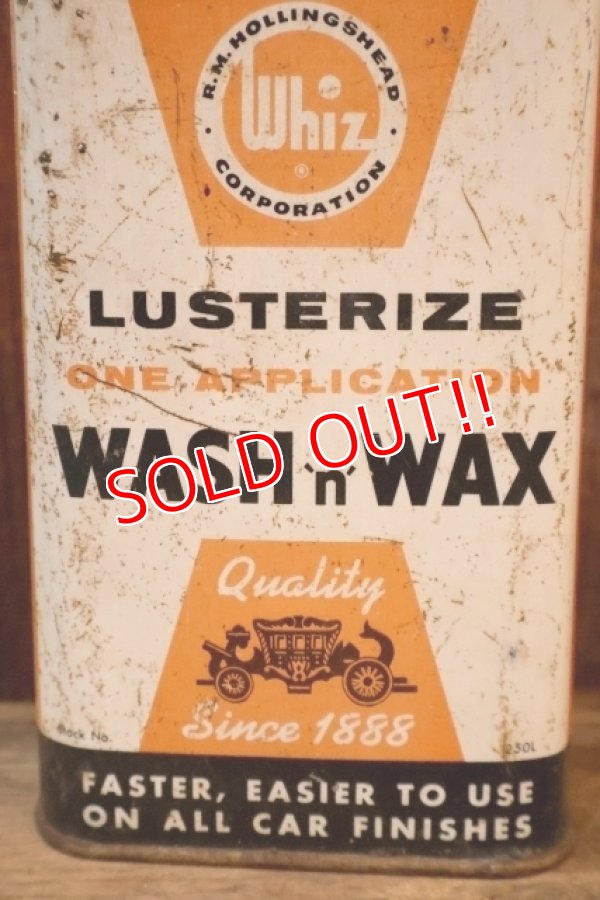 R. M. HOLLINGSHEAD
Whiz
®
CORPORATION
LUSTERIZE
ONE APPLICATION
WASH 'n' WAX
SOLD OUT!!
Quality
Since 1888
Stock No.
250L
FASTER, EASIER TO USE
ON ALL CAR FINISHES